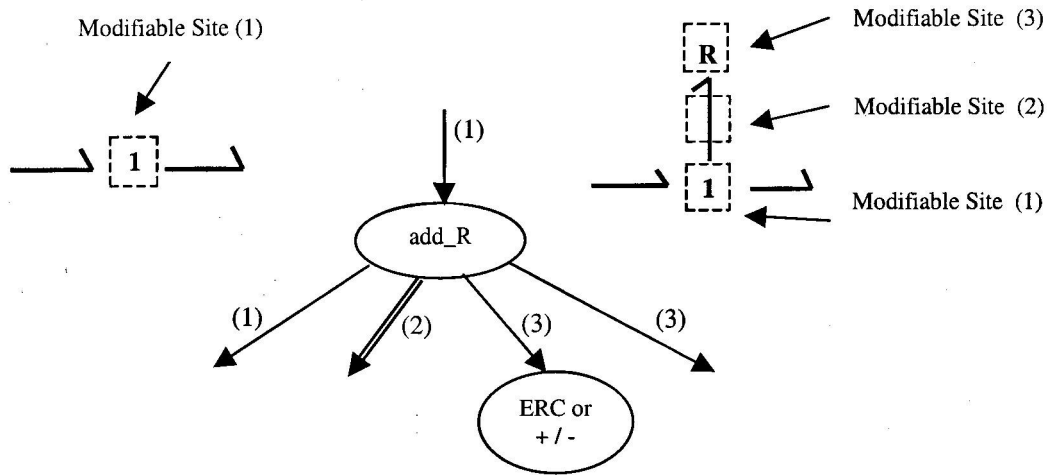 Modifiable Site (1)
1
(1)
add_R
(1)
(2)
(3)
(3)
ERC or
+ / -
R
1
Modifiable Site (3)
Modifiable Site (2)
Modifiable Site (1)